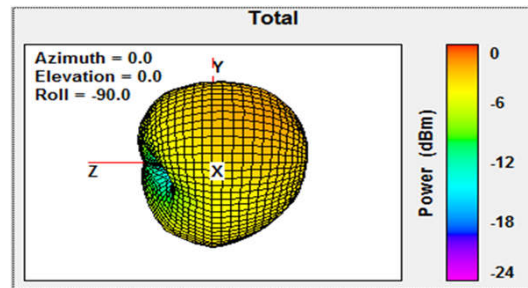 Total
Azimuth = 0.0
Elevation = 0.0
Roll = -90.0
Y
Z
X
Power (dBm)
0
-6
-12
-18
-24